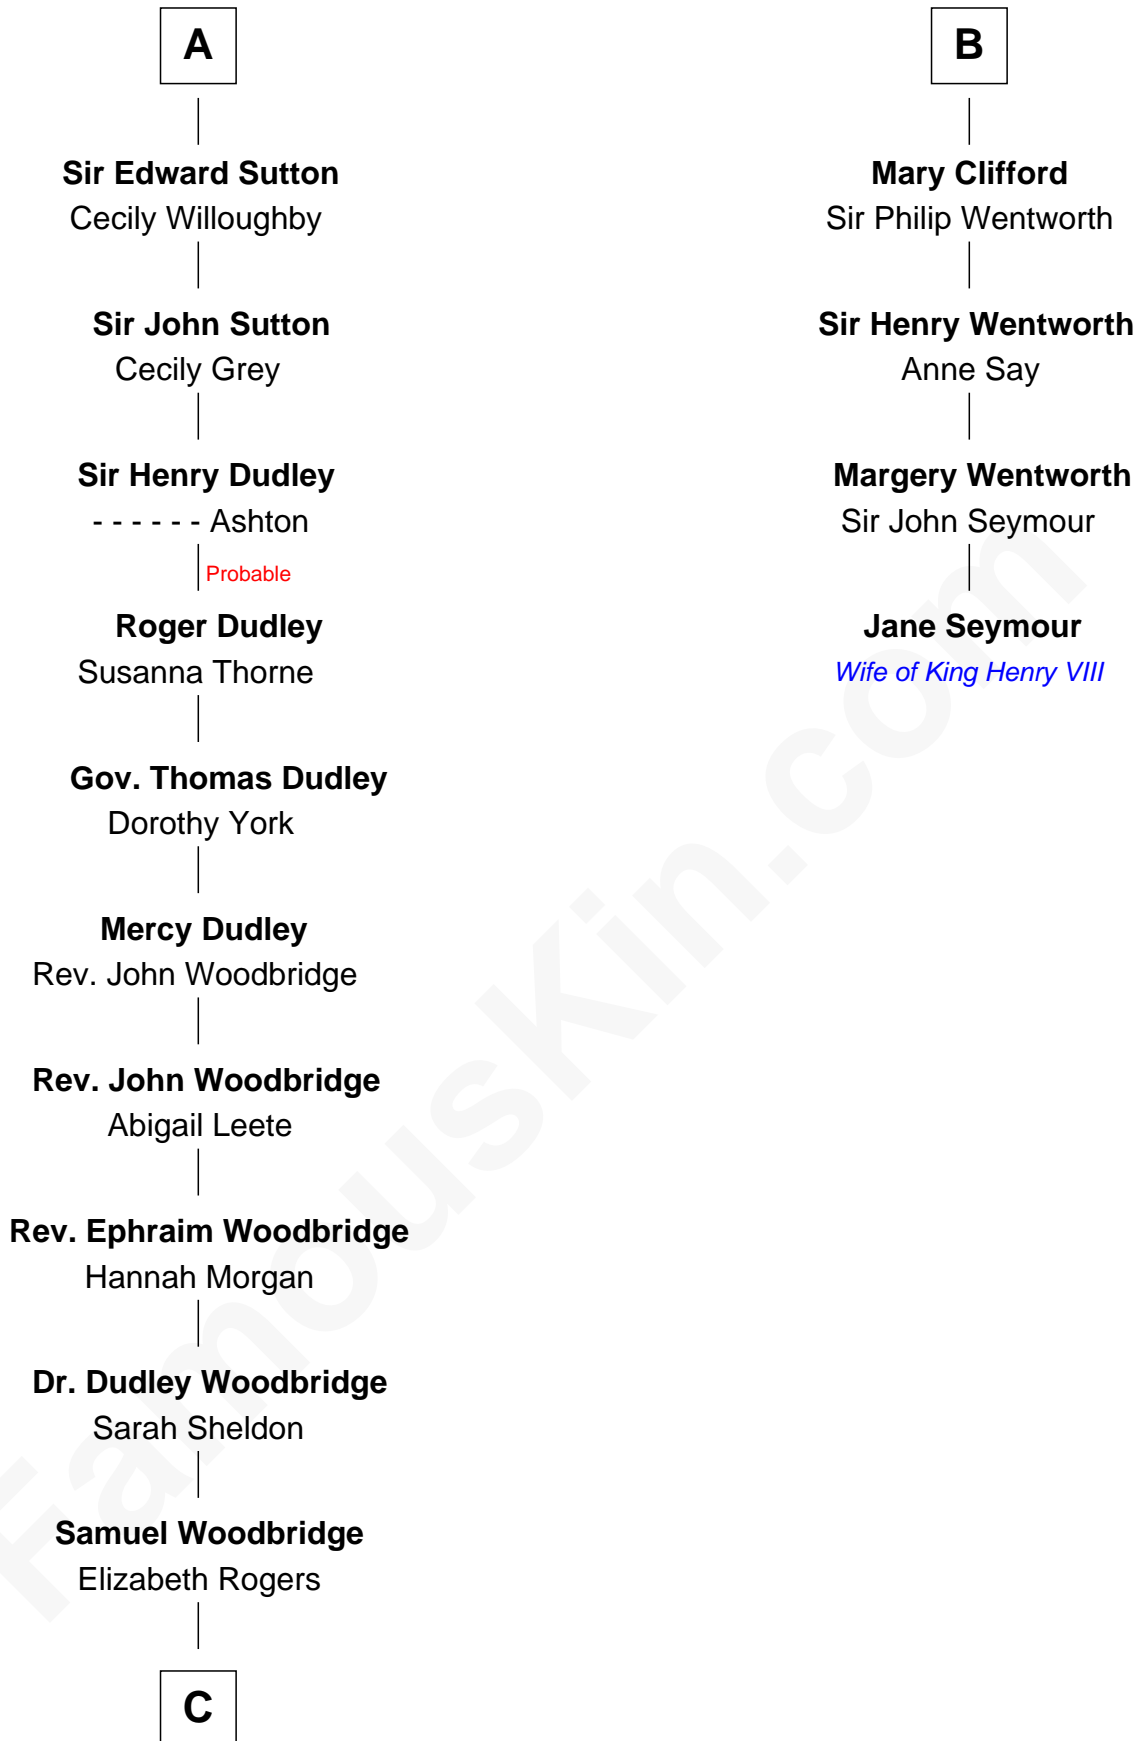 A
Sir Edward Sutton
Cecily Willoughby
Sir John Sutton
Cecily Grey
Sir Henry Dudley
- - - - - - Ashton
Probable
Roger Dudley
Susanna Thorne
Gov. Thomas Dudley
Dorothy York
Mercy Dudley
Rev. John Woodbridge
Rev. John Woodbridge
Abigail Leete
Rev. Ephraim Woodbridge
Hannah Morgan
Dr. Dudley Woodbridge
Sarah Sheldon
Samuel Woodbridge
Elizabeth Rogers
C
B
Mary Clifford
Sir Philip Wentworth
Sir Henry Wentworth
Anne Say
Margery Wentworth
Sir John Seymour
Jane Seymour
Wife of King Henry VIII
FamousKin.com